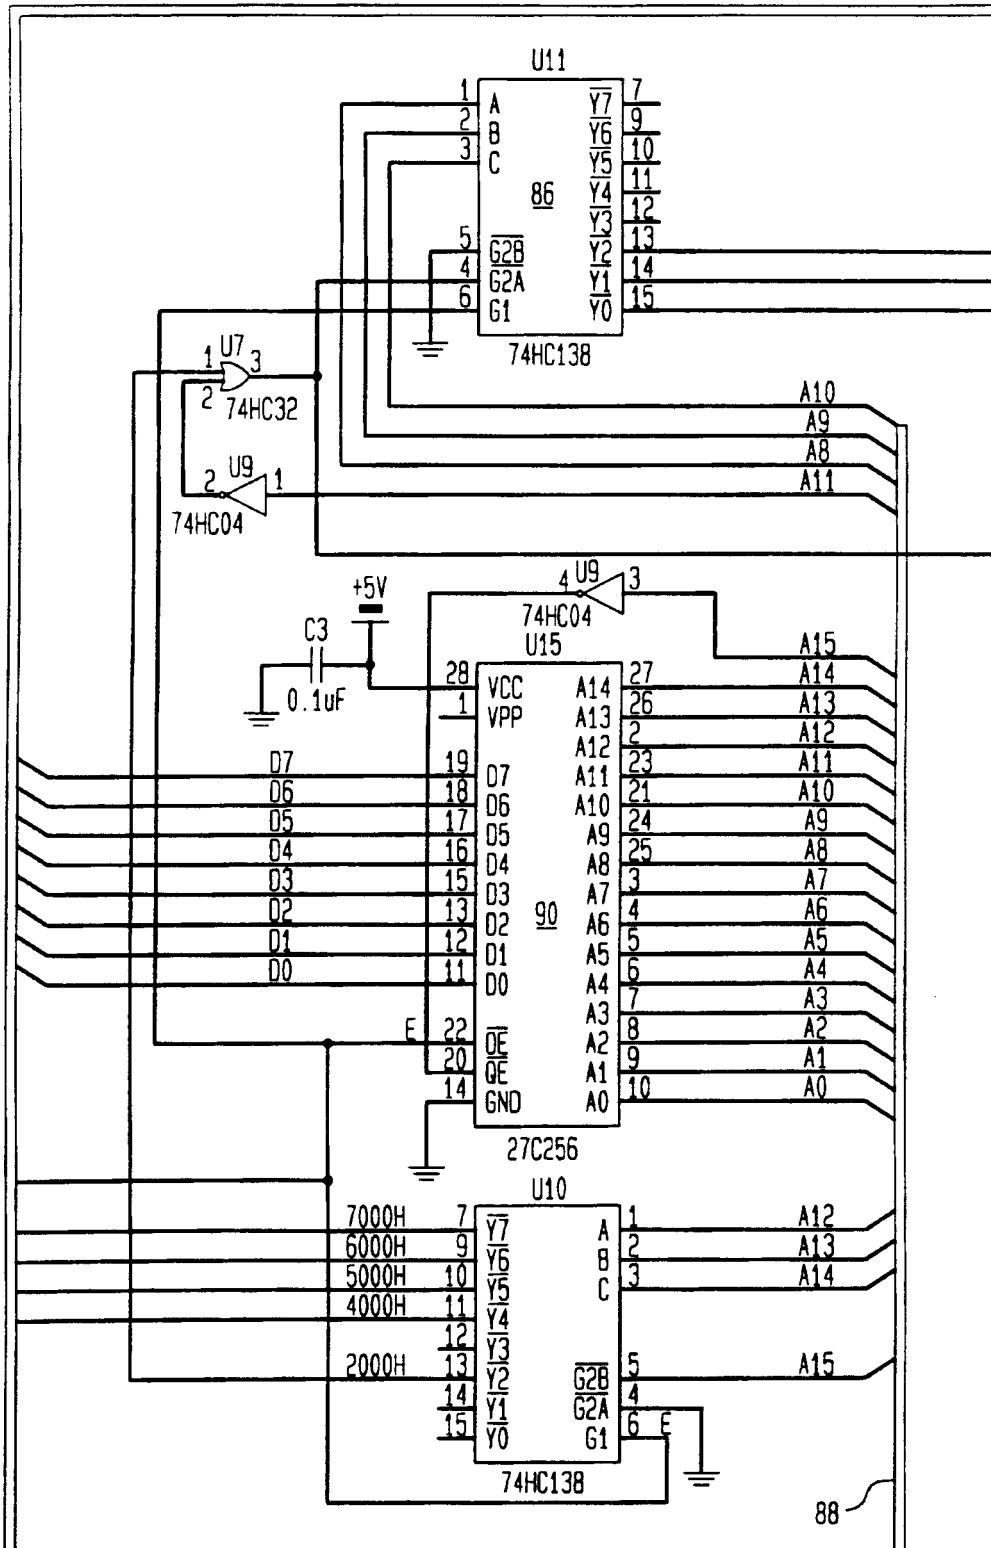 U11
1 A Y7 7
2 B Y6 9
3 C Y5 10
Y4 11
86
Y3 12
5 G2B Y2 13
4 G2A Y1 14
6 G1 Y0 15
74HC138
U7
1 3
2 74HC32
A10
A9
A8
U9
2 1 A11
74HC04
+5V
4 U9 3
74HC04
C3
0.1uF
U15
A15
28 VCC A14 27 A14
1 VPP A13 26 A13
A12 2 A12
D7 19 D7 A11 23 A11
D6 18 D6 A10 21 A10
D5 17 D5 A9 24 A9
D4 16 D4 A8 25 A8
D3 15 D3 A7 3 A7
D2 13 D2 90 A6 4 A6
D1 12 D1 A5 5 A5
D0 11 D0 A4 6 A4
A3 7 A3
E 22 OE A2 8 A2
20 QE A1 9 A1
14 GND A0 10 A0
27C256
U10
7000H 7 Y7 A 1 A12
6000H 9 Y6 B 2 A13
5000H 10 Y5 C 3 A14
4000H 11 Y4
12 Y3
2000H 13 Y2 G2B 5 A15
14 Y1 G2A 4
15 Y0 G1 6 E
74HC138
88